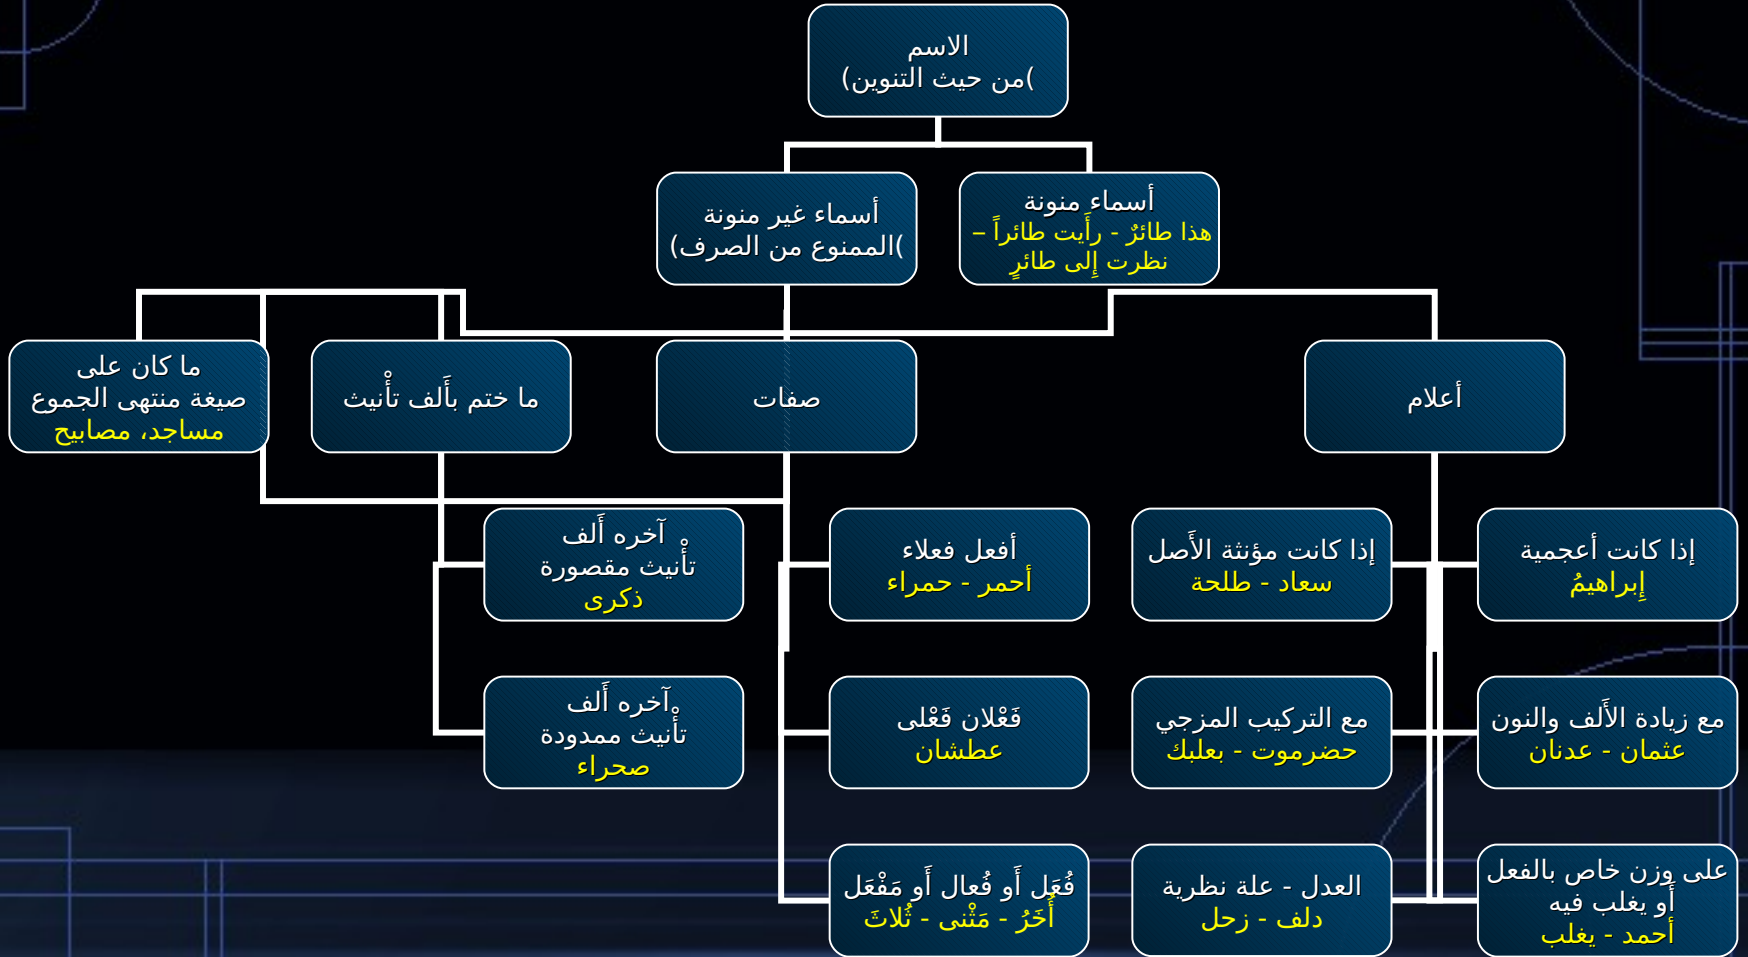 الاسم
(من حيث التنوين)
أسماء منونة
هذا طائرٌ - رأَيت طائراً –
نظرت إِلى طائرٍ
أسماء غير منونة
(الممنوع من الصرف)
أعلام
صفات
ما ختم بأَلف تأْنيث
ما كان على
صيغة منتهى الجموع
مساجد، مصابيح
إذا كانت أعجمية
إِبراهيمُ
إذا كانت مؤنثة الأَصل
سعاد - طلحة
أفعل فعلاء
أحمر - حمراء
آخره أَلف
تأْنيث مقصورة
ذكرى
مع زيادة الأَلف والنون
عثمان - عدنان
مع التركيب المزجي
حضرموت - بعلبك
فَعْلان فَعْلى
عطشان
آخره أَلف
تأْنيث ممدودة
صحراء
على وزن خاص بالفعل
أَو يغلب فيه
أحمد - يغلب
العدل - علة نظرية
دلف - زحل
فُعَل أَو فُعال أَو مَفْعَل
أُخَرُ - مَثْنى - ثُلاثَ